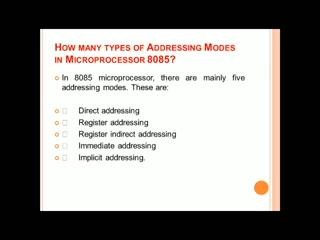 HOW MANY TYPES OF ADDRESSING MODES
IN MICROPROCESSOR 8085?
In 8085 microprocessor, there are mainly five
addressing modes. These are:
Direct addressing
Register addressing
Register indirect addressing
Immediate addressing
Implicit addressing.